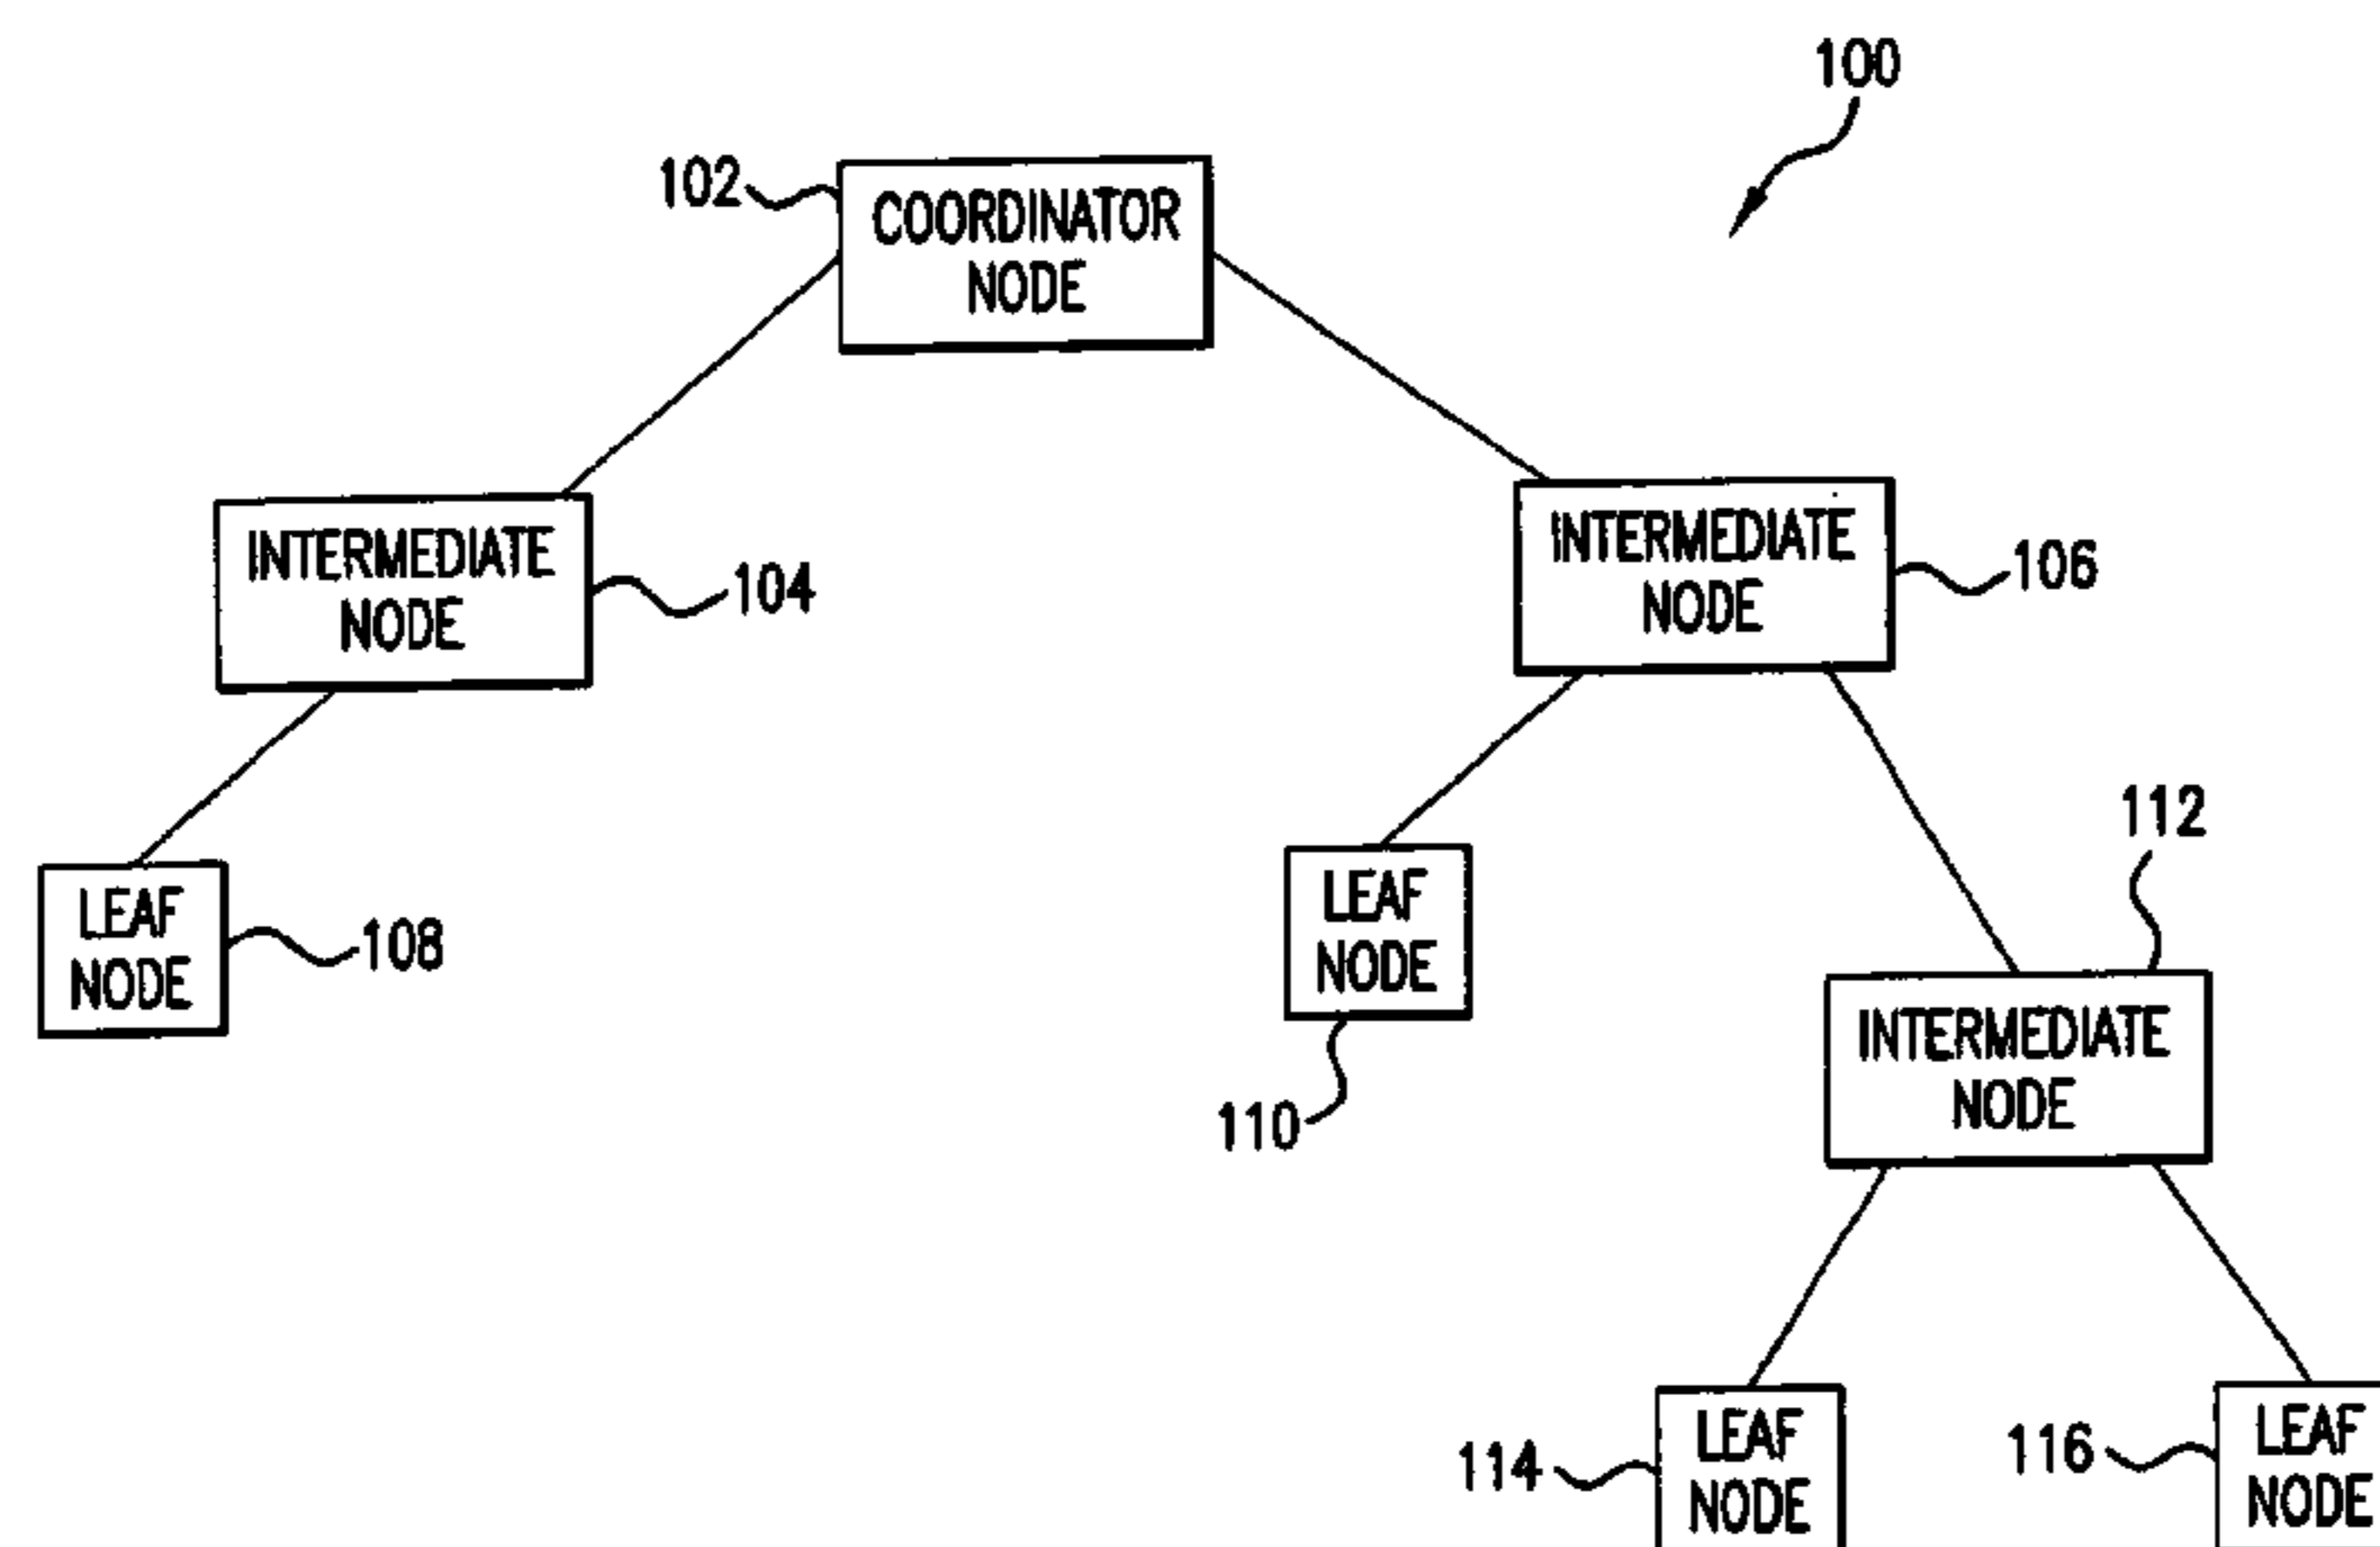 100
102
COORDINATOR
NODE
INTERMEDIATE
NODE
104
INTERMEDIATE
NODE
106
LEAF
NODE
108
LEAF
NODE
110
112
INTERMEDIATE
NODE
114
LEAF
NODE
116
LEAF
NODE